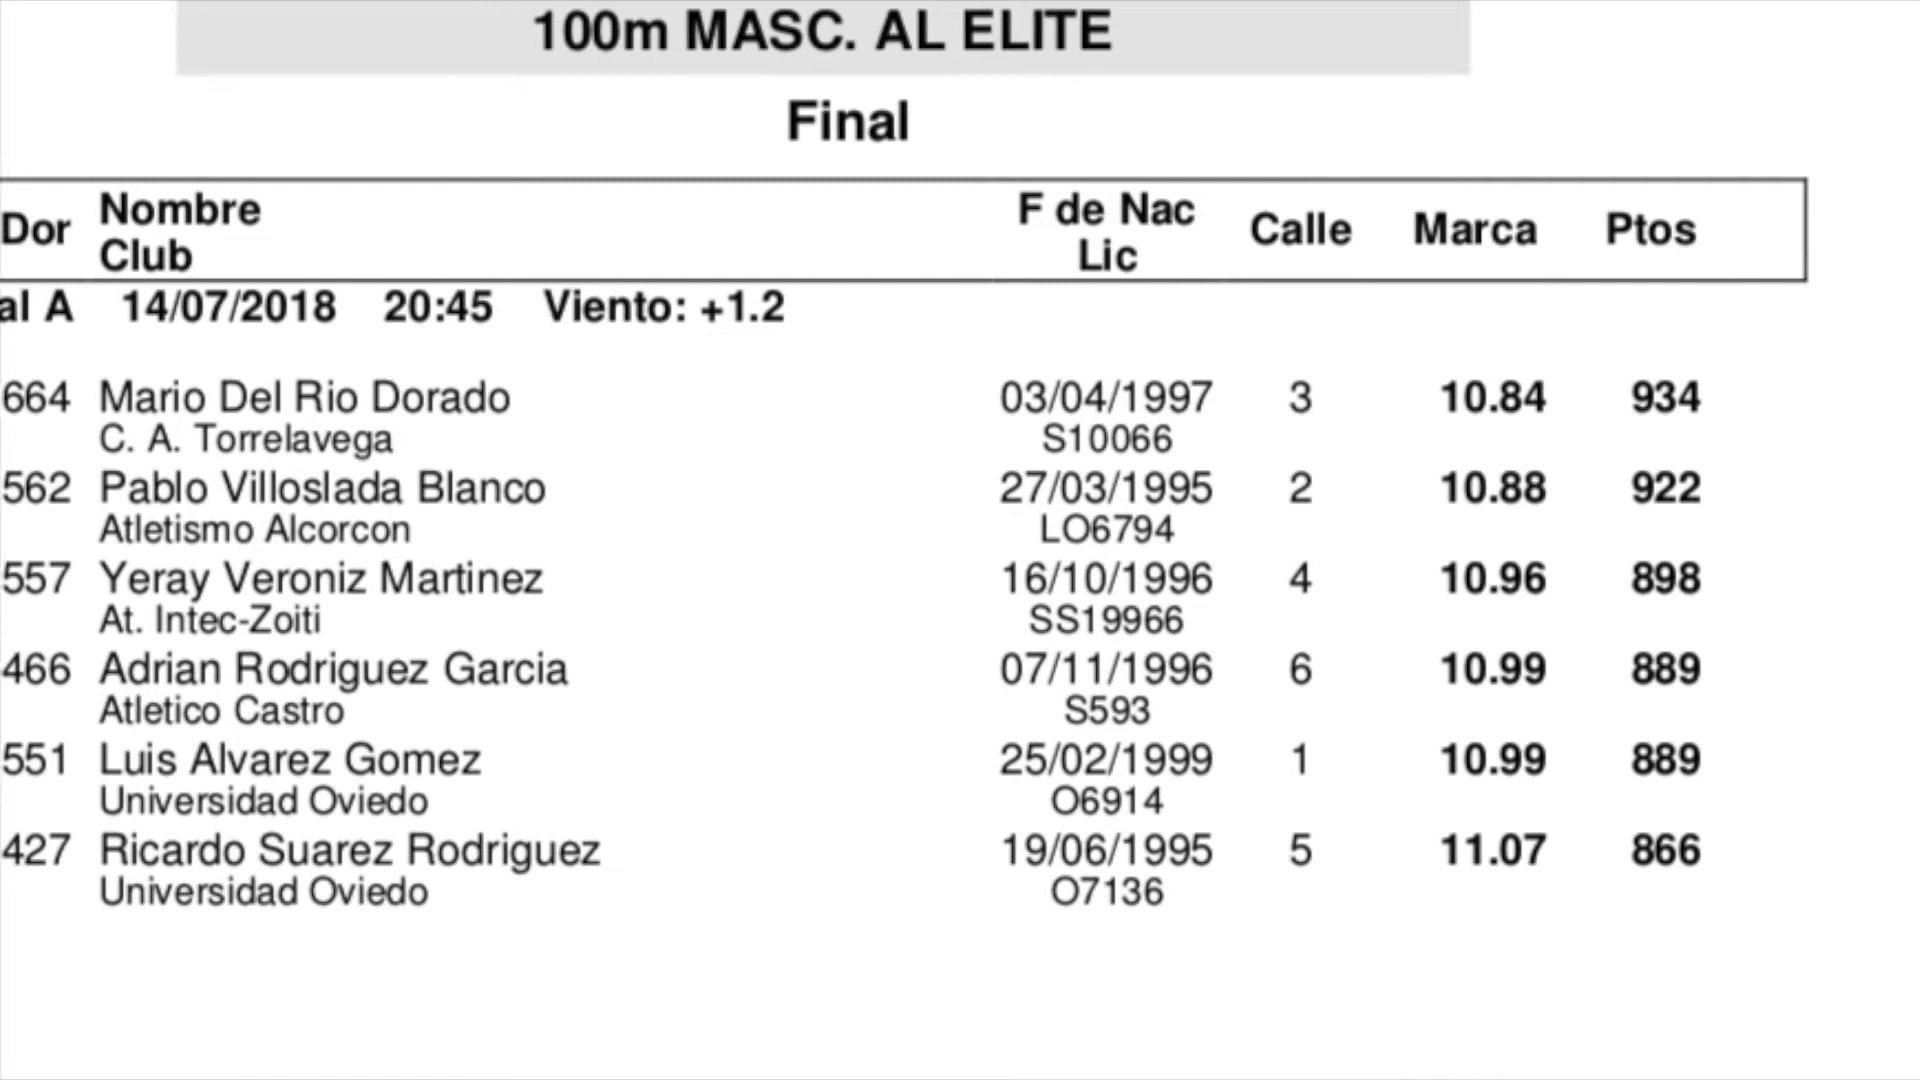 100m MASC. AL ELITE
Final
Dor Nombre Club F de Nac Lic Calle Marca Ptos
al A 14/07/2018 20:45 Viento: +1.2
664 Mario Del Rio Dorado 03/04/1997 3 10.84 934
C. A. Torrelavega S10066
562 Pablo Villoslada Blanco 27/03/1995 2 10.88 922
Atletismo Alcorcon LO6794
557 Yeray Veroniz Martinez 16/10/1996 4 10.96 898
At. Intec-Zoiti SS19966
466 Adrian Rodriguez Garcia 07/11/1996 6 10.99 889
Atletico Castro S593
551 Luis Alvarez Gomez 25/02/1999 1 10.99 889
Universidad Oviedo O6914
427 Ricardo Suarez Rodriguez 19/06/1995 5 11.07 866
Universidad Oviedo O7136